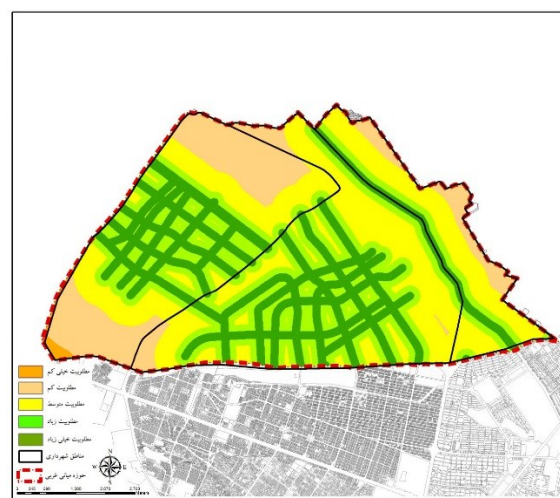 مطلوبیت خیلی کم
مطلوبیت کم
مطلوبیت متوسط
مطلوبیت زیاد
مطلوبیت خیلی زیاد
مناطق شهرداری
حوزه میانی غربی
N
W
E
S